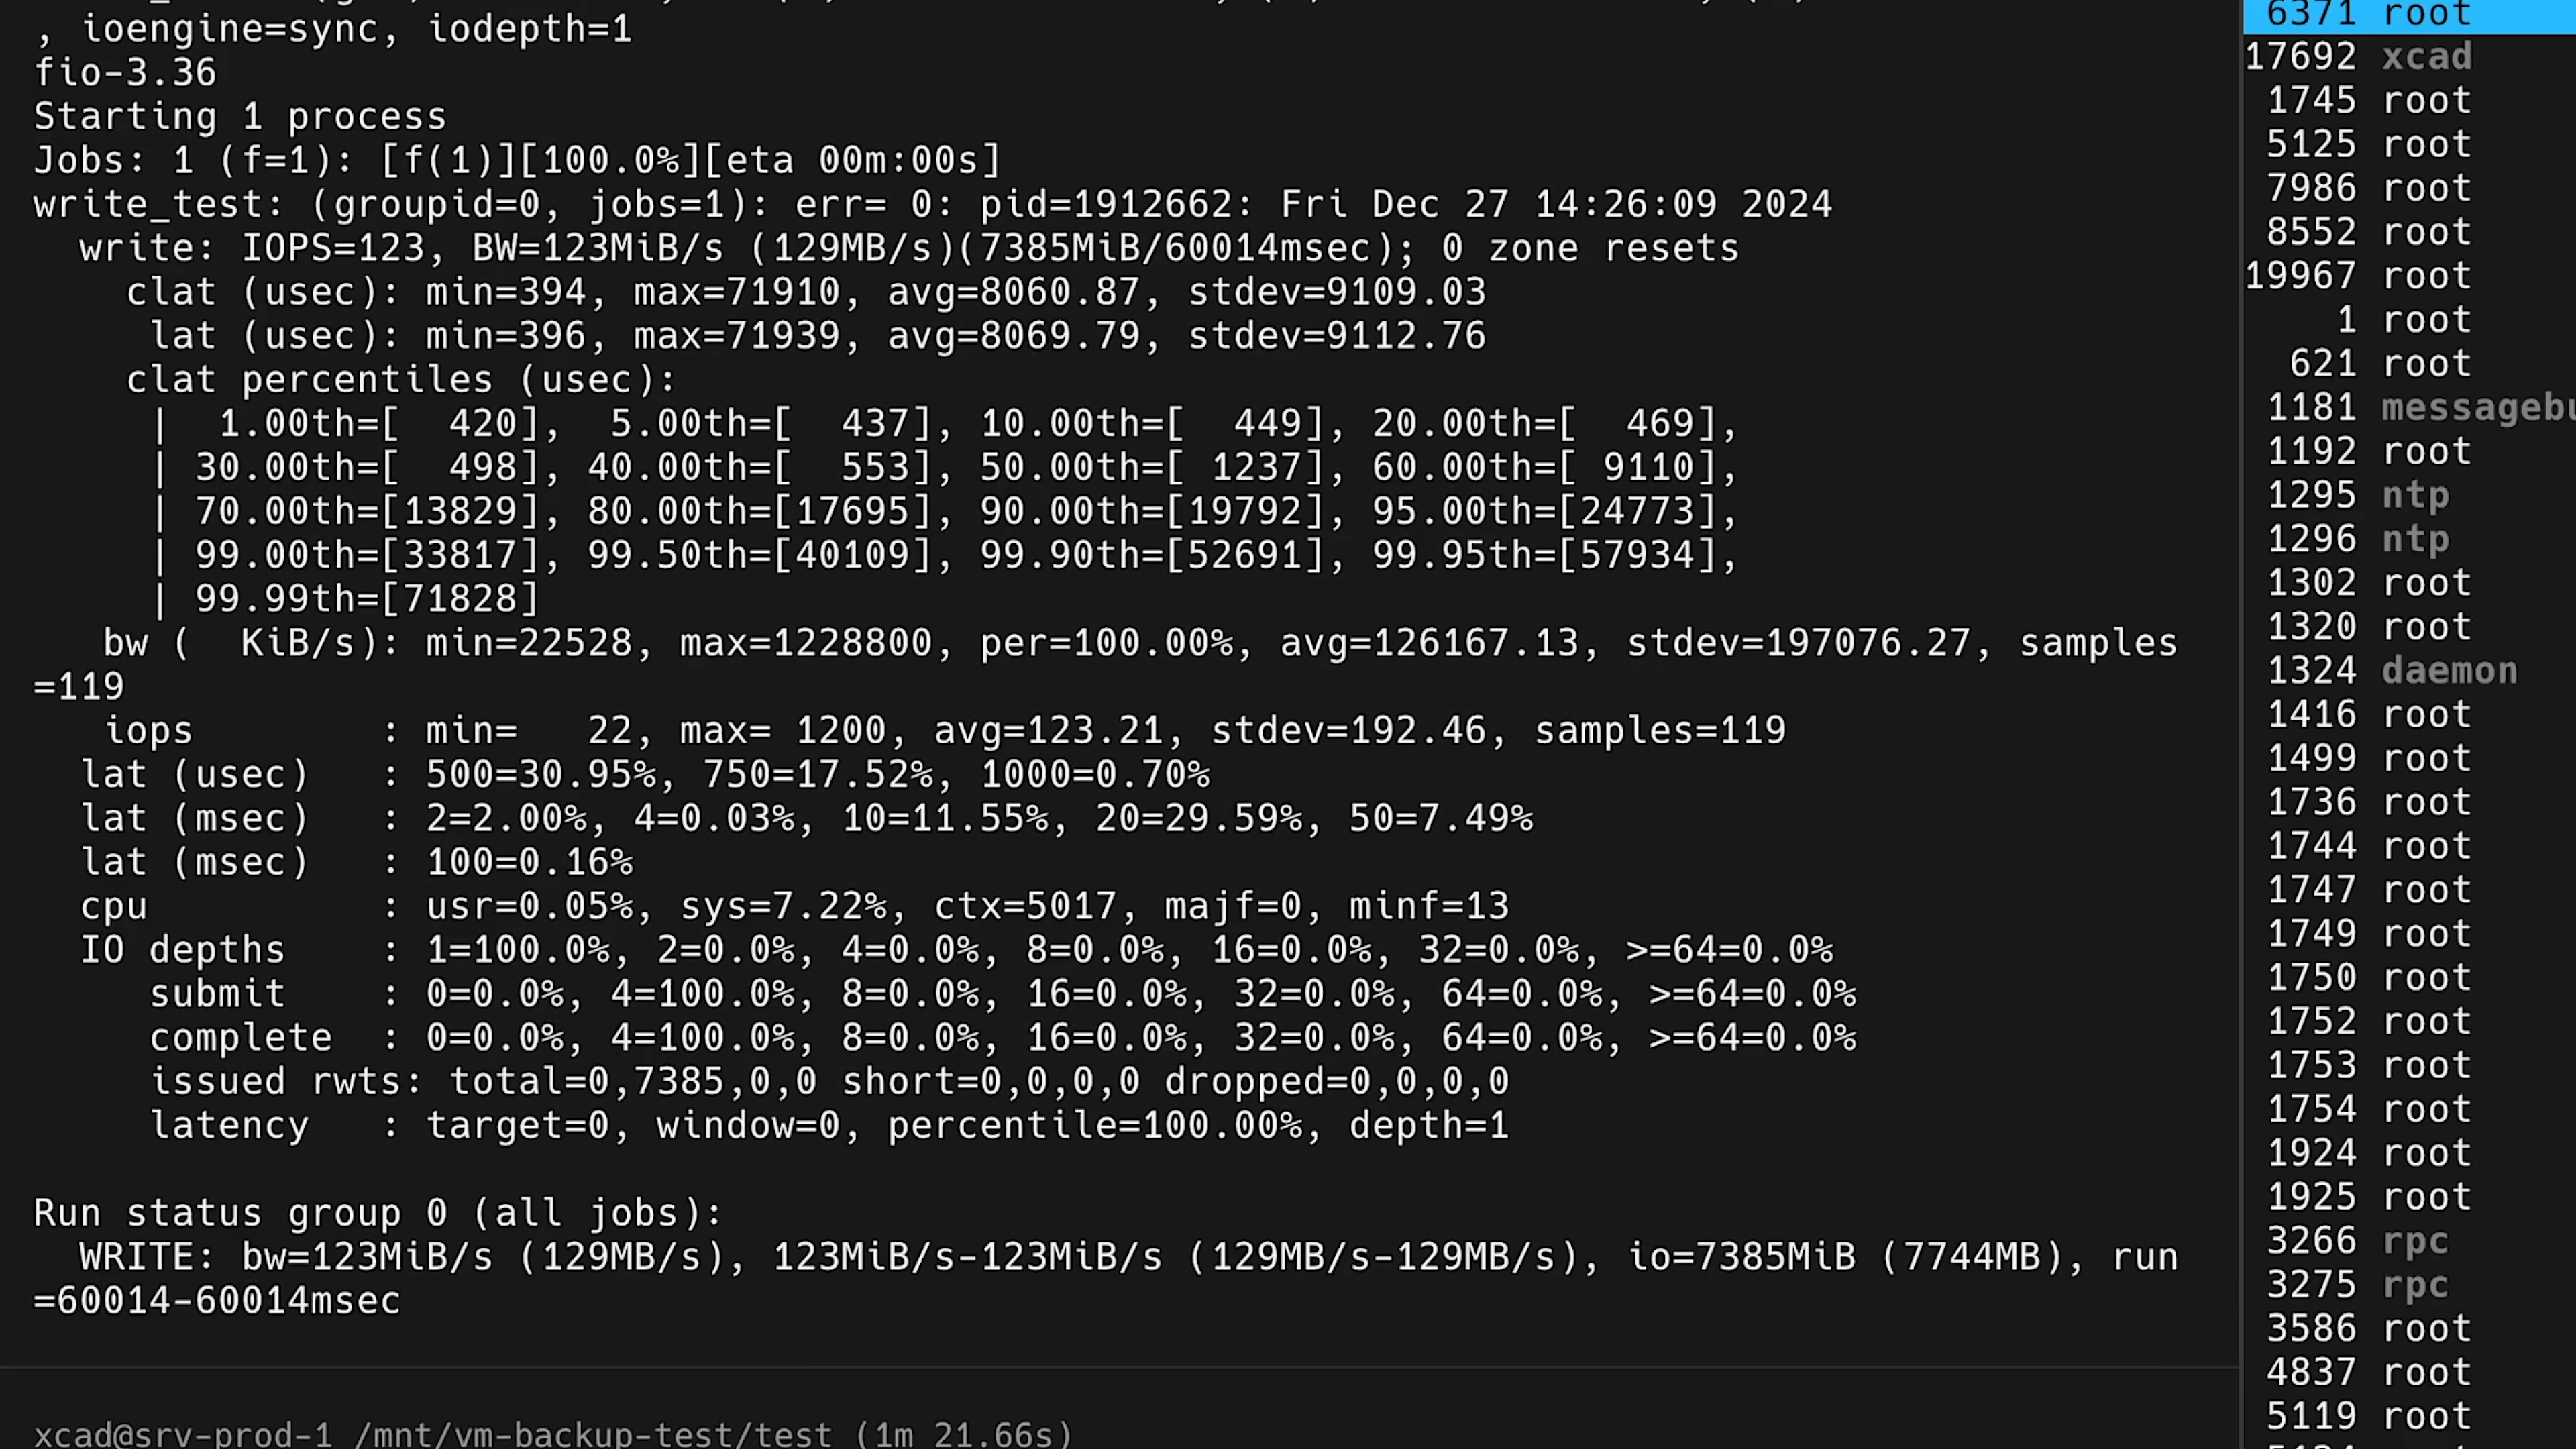 , ioengine=sync, iodepth=1
fio-3.36
Starting 1 process
Jobs: 1 (f=1): [f(1)][100.0%][eta 00m:00s]
write_test: (groupid=0, jobs=1): err= 0: pid=1912662: Fri Dec 27 14:26:09 2024
  write: IOPS=123, BW=123MiB/s (129MB/s)(7385MiB/60014msec); 0 zone resets
    clat (usec): min=394, max=71910, avg=8060.87, stdev=9109.03
     lat (usec): min=396, max=71939, avg=8069.79, stdev=9112.76
    clat percentiles (usec):
     |  1.00th=[  420],  5.00th=[  437], 10.00th=[  449], 20.00th=[  469],
     | 30.00th=[  498], 40.00th=[  553], 50.00th=[ 1237], 60.00th=[ 9110],
     | 70.00th=[13829], 80.00th=[17695], 90.00th=[19792], 95.00th=[24773],
     | 99.00th=[33817], 99.50th=[40109], 99.90th=[52691], 99.95th=[57934],
     | 99.99th=[71828]
   bw (  KiB/s): min=22528, max=1228800, per=100.00%, avg=126167.13, stdev=197076.27, samples
=119
   iops        : min=   22, max= 1200, avg=123.21, stdev=192.46, samples=119
  lat (usec)   : 500=30.95%, 750=17.52%, 1000=0.70%
  lat (msec)   : 2=2.00%, 4=0.03%, 10=11.55%, 20=29.59%, 50=7.49%
  lat (msec)   : 100=0.16%
  cpu          : usr=0.05%, sys=7.22%, ctx=5017, majf=0, minf=13
  IO depths    : 1=100.0%, 2=0.0%, 4=0.0%, 8=0.0%, 16=0.0%, 32=0.0%, >=64=0.0%
     submit    : 0=0.0%, 4=100.0%, 8=0.0%, 16=0.0%, 32=0.0%, 64=0.0%, >=64=0.0%
     complete  : 0=0.0%, 4=100.0%, 8=0.0%, 16=0.0%, 32=0.0%, 64=0.0%, >=64=0.0%
     issued rwts: total=0,7385,0,0 short=0,0,0,0 dropped=0,0,0,0
     latency   : target=0, window=0, percentile=100.00%, depth=1
Run status group 0 (all jobs):
  WRITE: bw=123MiB/s (129MB/s), 123MiB/s-123MiB/s (129MB/s-129MB/s), io=7385MiB (7744MB), run
=60014-60014msec
xcad@srv-prod-1 /mnt/vm-backup-test/test (1m 21.66s)
6371 root
17692 xcad
1745 root
5125 root
7986 root
8552 root
19967 root
1 root
621 root
1181 messagebu
1192 root
1295 ntp
1296 ntp
1302 root
1320 root
1324 daemon
1416 root
1499 root
1736 root
1744 root
1747 root
1749 root
1750 root
1752 root
1753 root
1754 root
1924 root
1925 root
3266 rpc
3275 rpc
3586 root
4837 root
5119 root